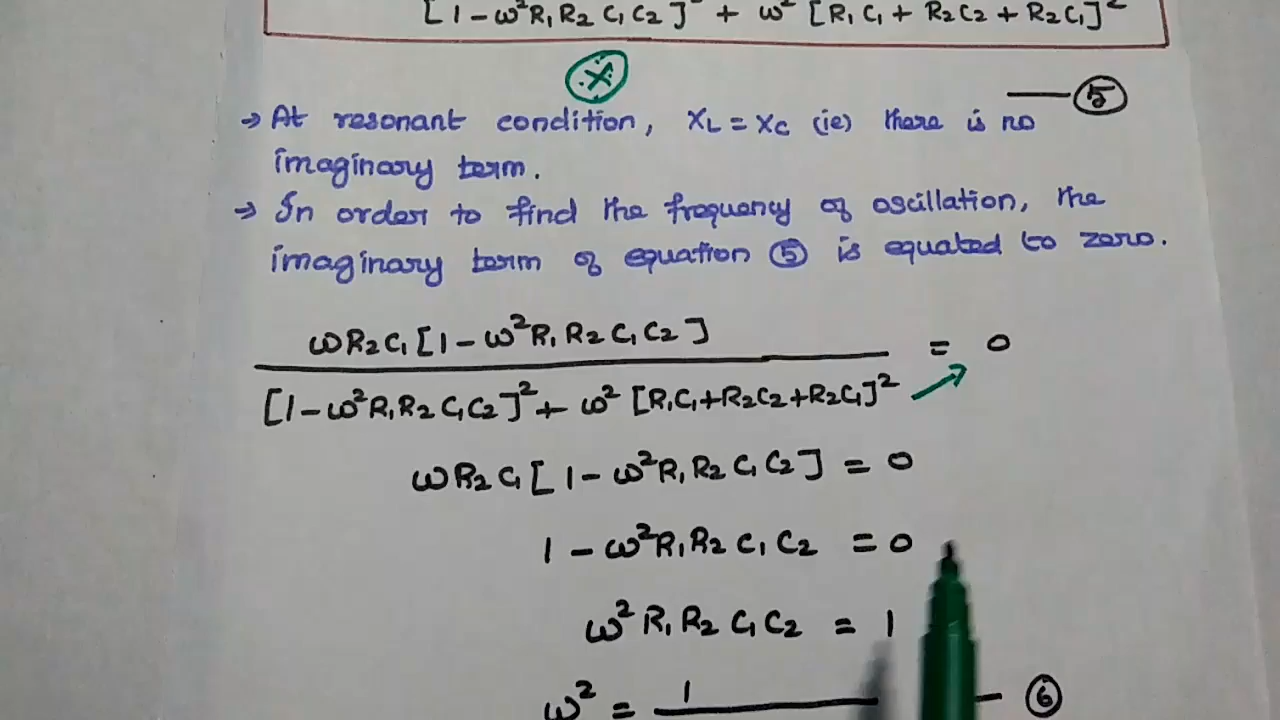 [1-ω²R₁R₂C₁C₂]² + ω²[R₁C₁+R₂C₂+R₂C₁]²
X
— 5
→ At resonant condition, XL = XC (ie) there is no
imaginary term.
→ In order to find the frequency of oscillation, the
imaginary term of equation 5 is equated to zero.
ωR₂C₁[1-ω²R₁R₂C₁C₂]
= 0
[1-ω²R₁R₂C₁C₂]² + ω²[R₁C₁+R₂C₂+R₂C₁]²
ωR₂C₁[1-ω²R₁R₂C₁C₂] = 0
1 - ω²R₁R₂C₁C₂ = 0
ω²R₁R₂C₁C₂ = 1
ω² = 1 — 6